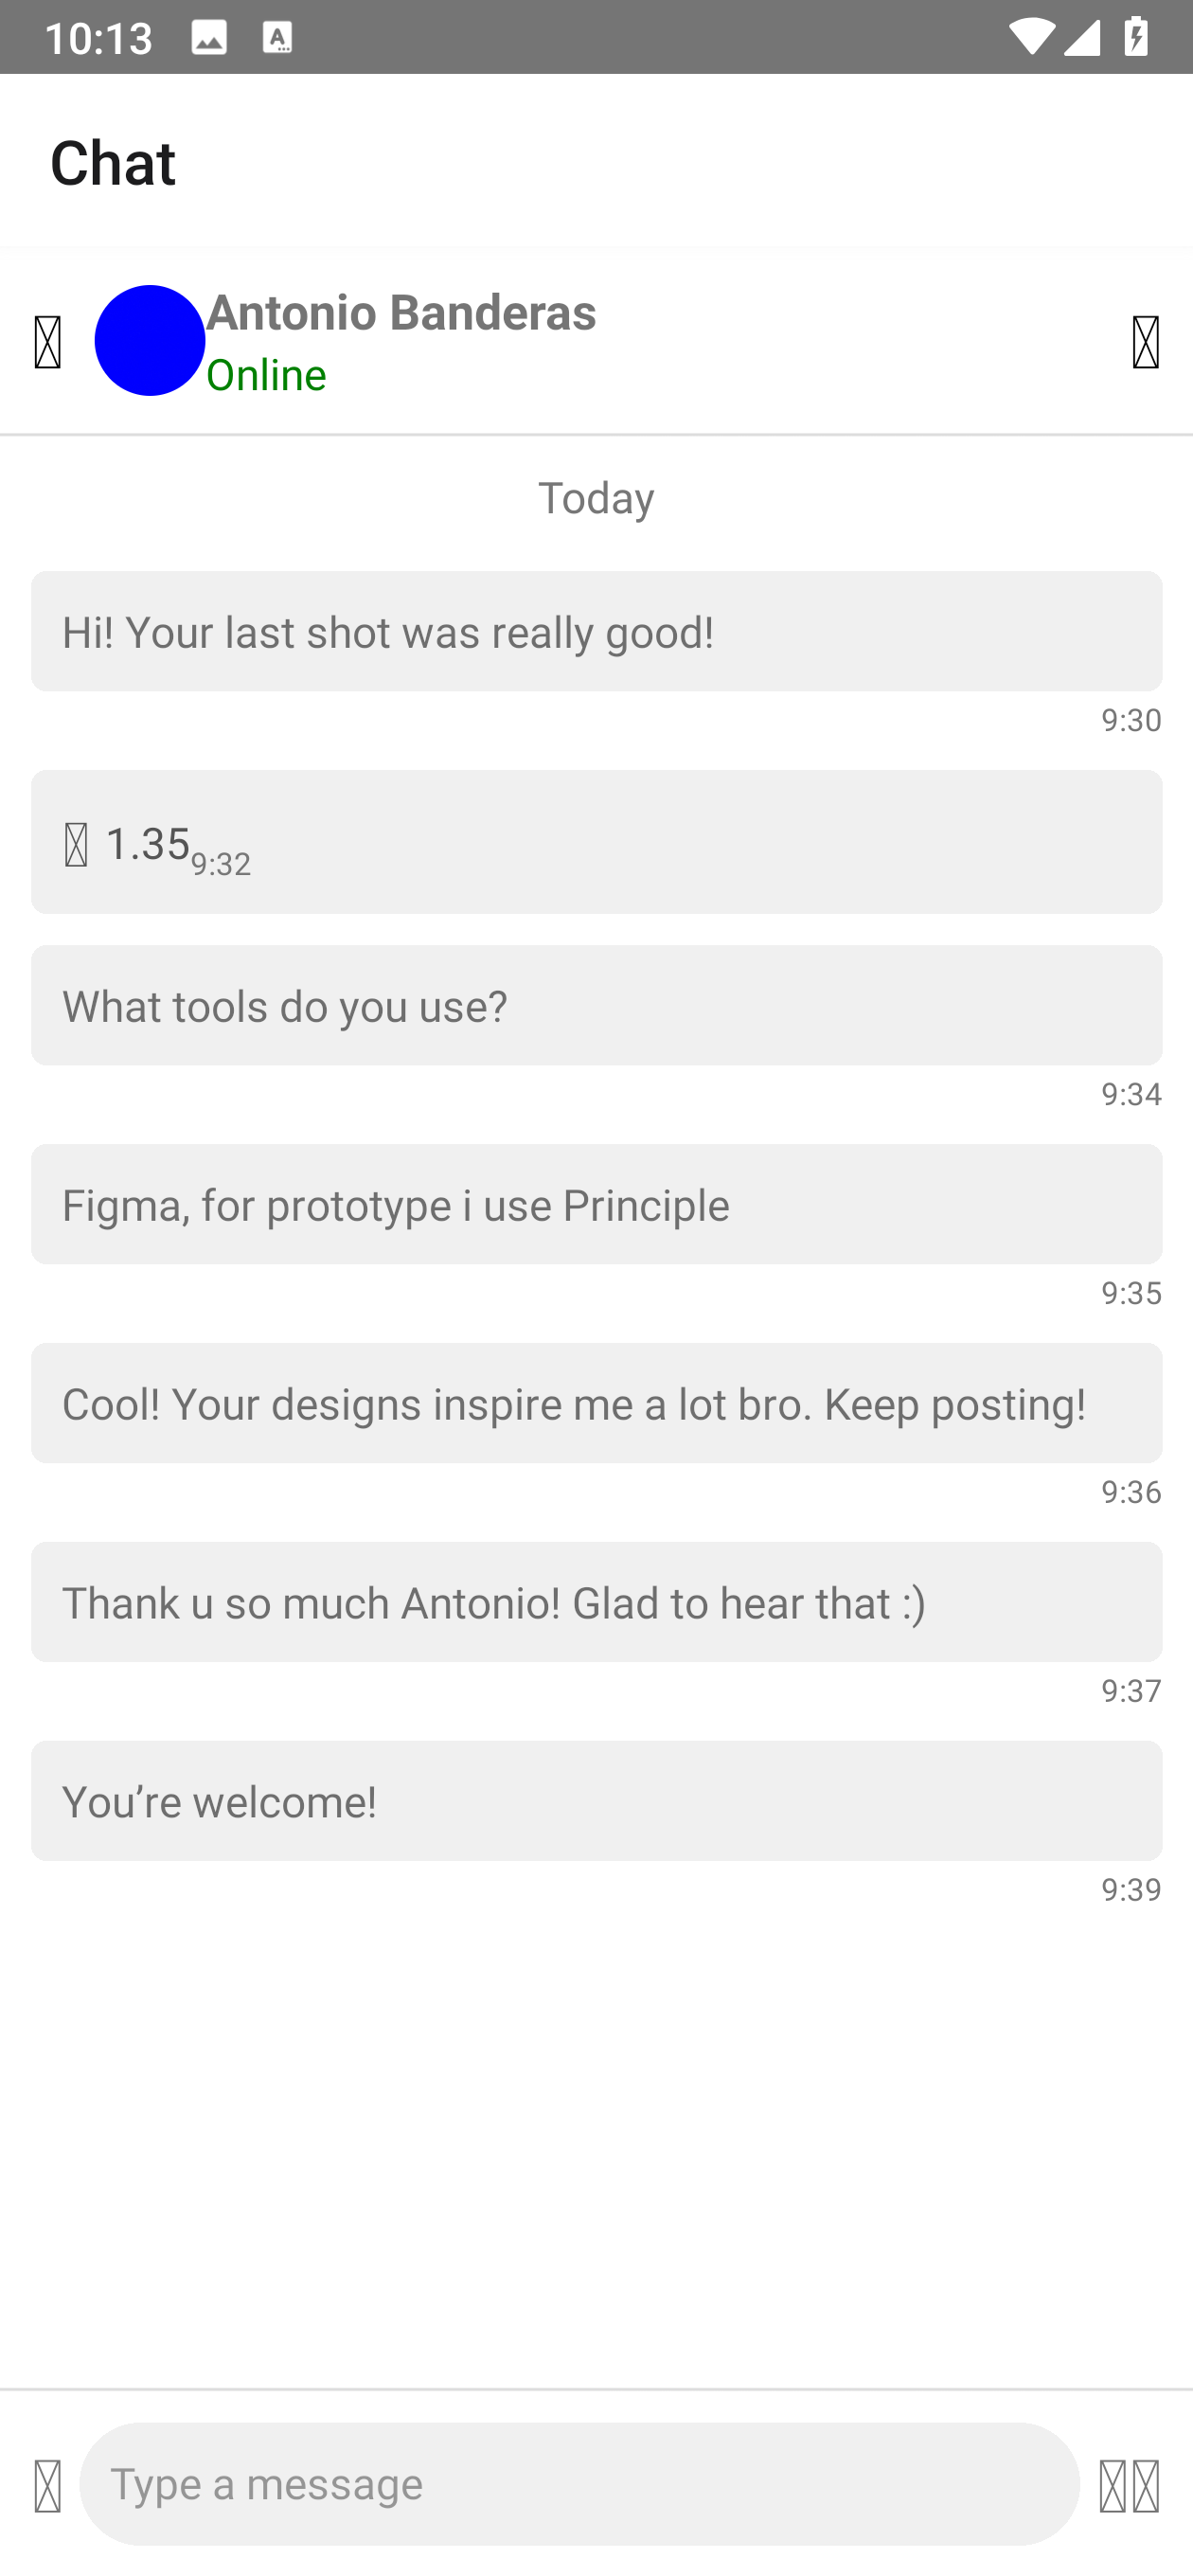 10:13
Chat
Antonio Banderas
Online
Today
Hi! Your last shot was really good!
9:30
1.35 9:32
What tools do you use?
9:34
Figma, for prototype i use Principle
9:35
Cool! Your designs inspire me a lot bro. Keep posting!
9:36
Thank u so much Antonio! Glad to hear that :)
9:37
You’re welcome!
9:39
Type a message